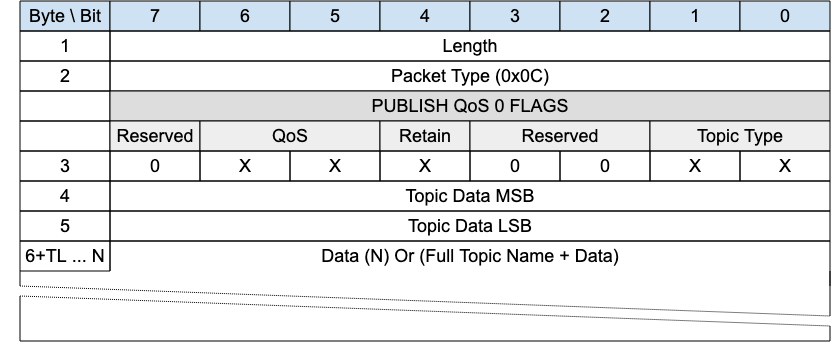 Byte \ Bit 7 6 5 4 3 2 1 0
1 Length
2 Packet Type (0x0C)
PUBLISH QoS 0 FLAGS
Reserved QoS Retain Reserved Topic Type
3 0 X X X 0 0 X X
4 Topic Data MSB
5 Topic Data LSB
6+TL ... N Data (N) Or (Full Topic Name + Data)